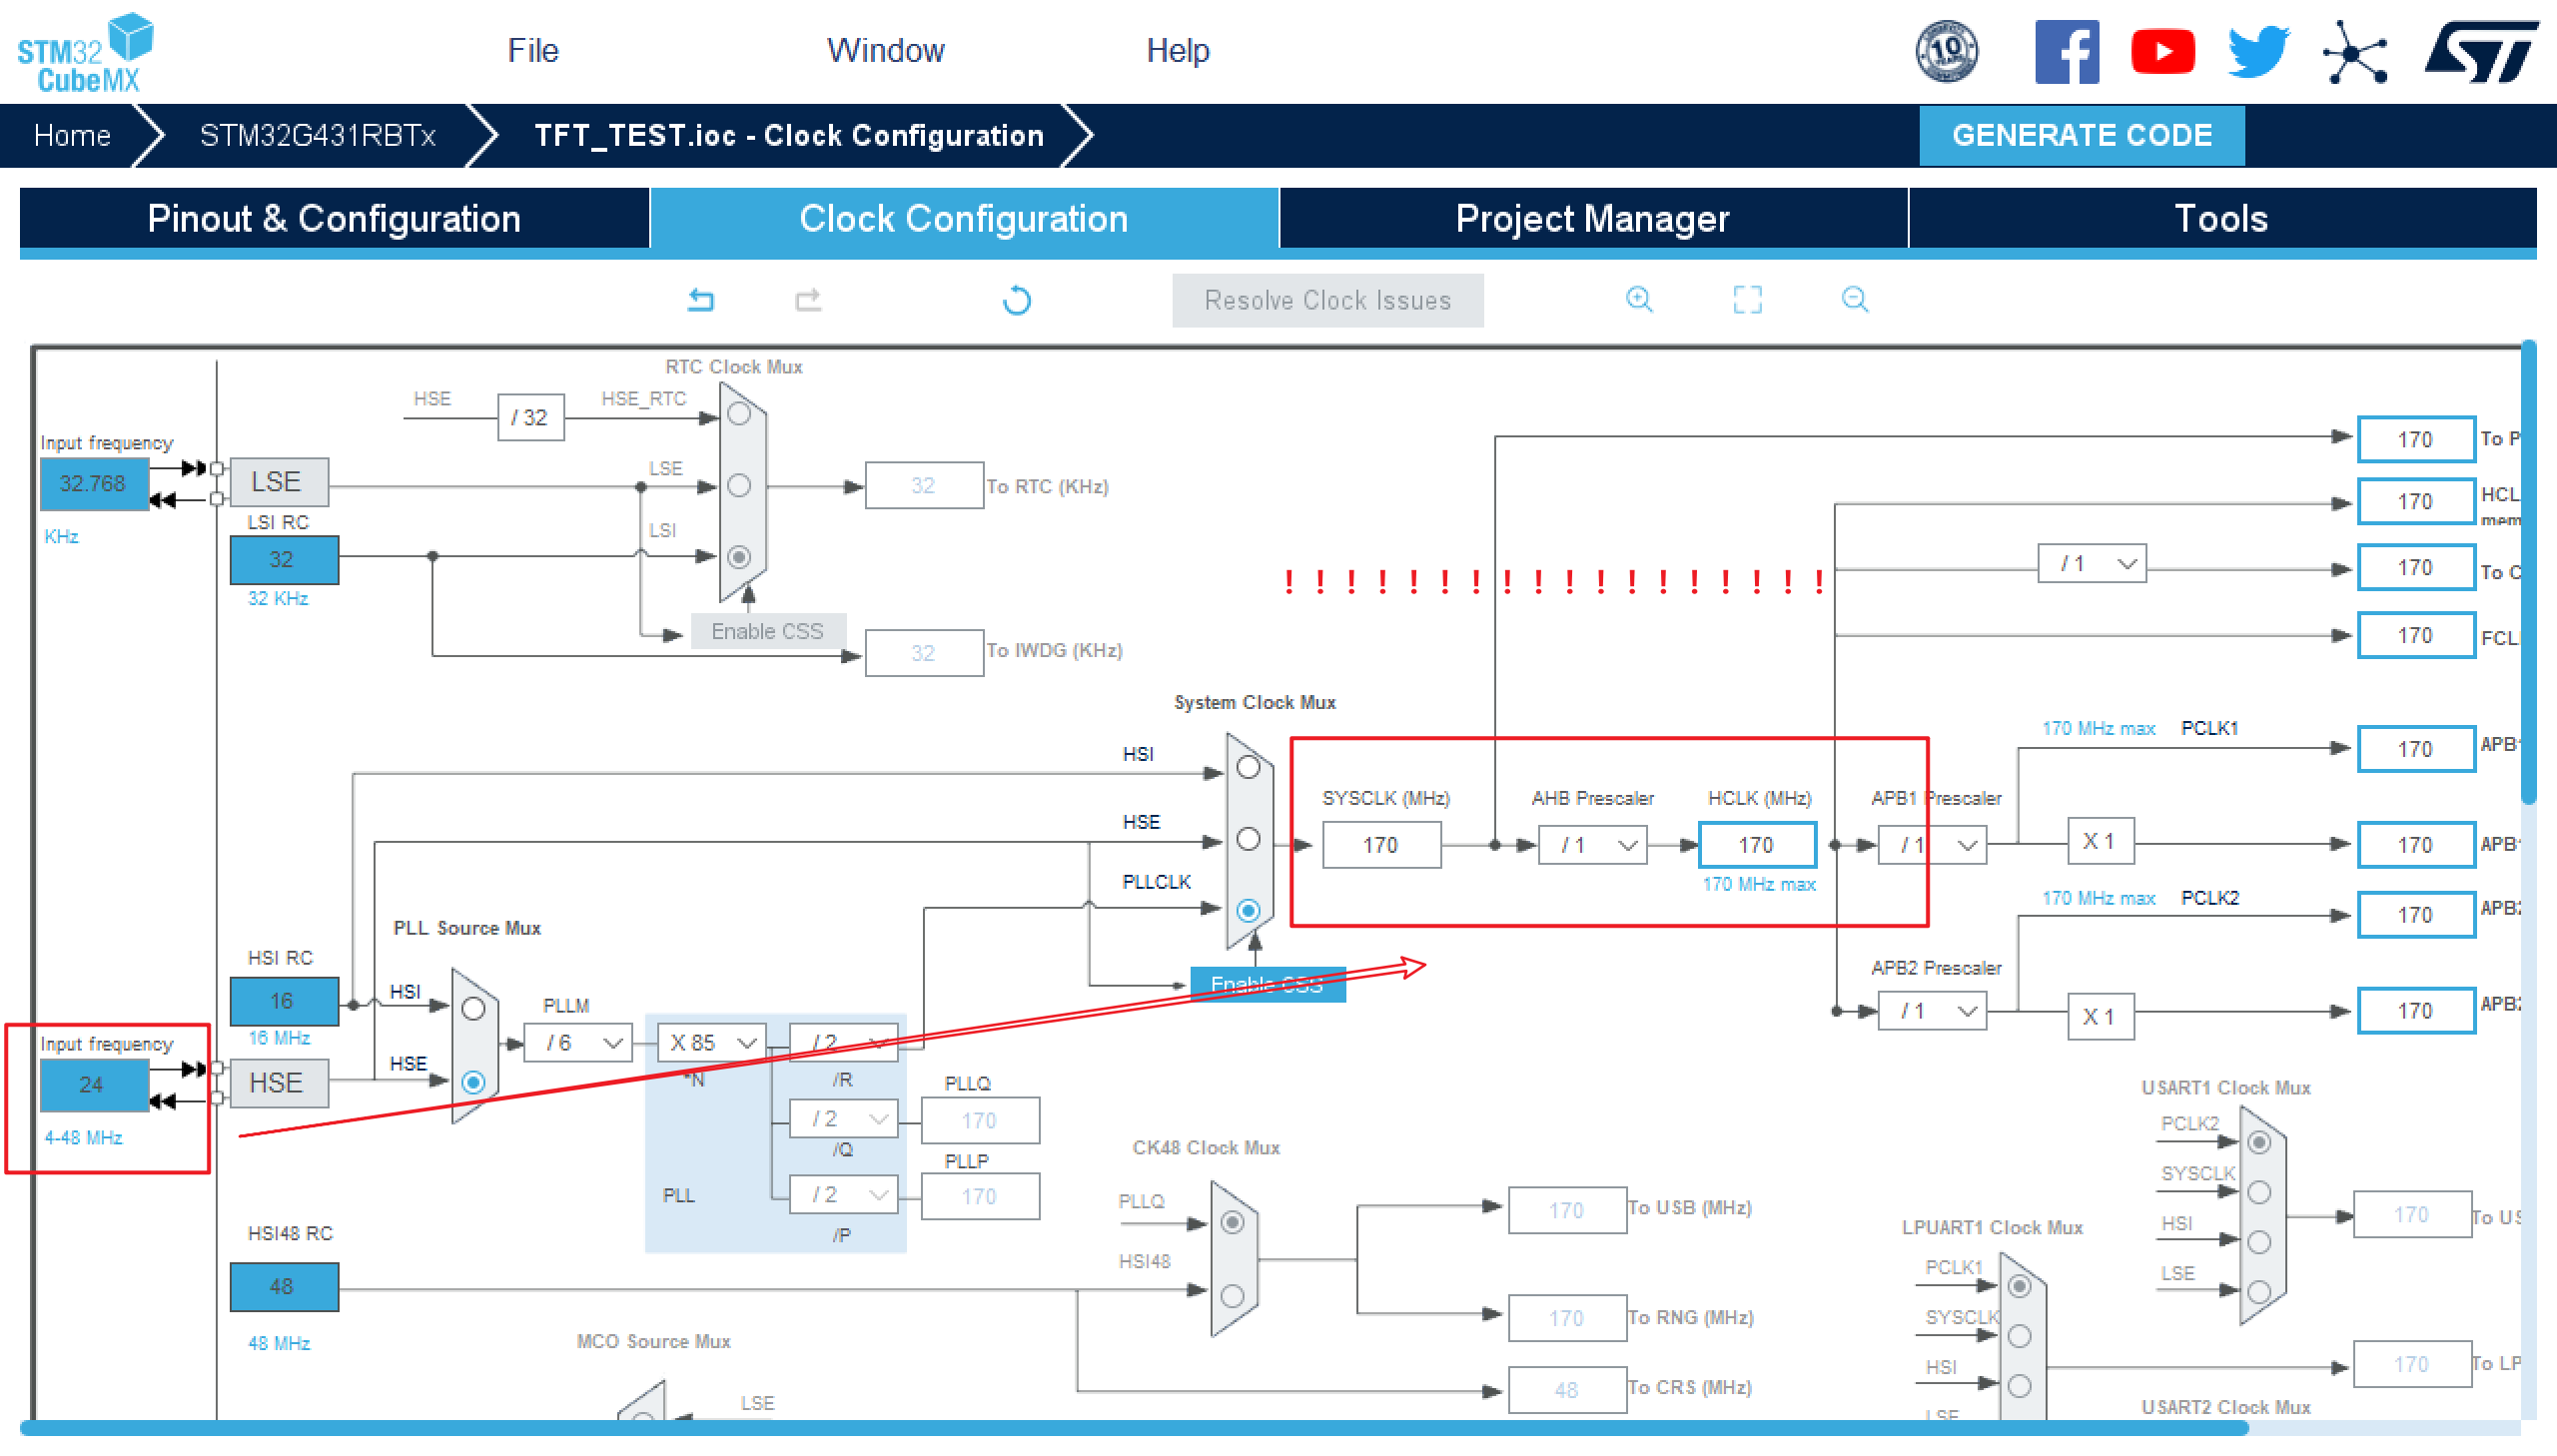 STM32
CubeMX
File
Window
Help
10
YEARS
ST
Home
STM32G431RBTx
TFT_TEST.ioc - Clock Configuration
GENERATE CODE
Pinout & Configuration
Clock Configuration
Project Manager
Tools
Resolve Clock Issues
RTC Clock Mux
HSE
/ 32
HSE_RTC
Input frequency
32.768
KHz
LSE
LSE
32
To RTC (KHz)
LSI RC
32
32 KHz
LSI
Enable CSS
32
To IWDG (KHz)
170
To P
170
HCL
mem
/ 1
170
To C
170
FCL
! ! ! ! ! ! ! ! ! ! ! ! ! ! ! ! ! !
System Clock Mux
HSI
HSE
PLLCLK
Enable CSS
SYSCLK (MHz)
170
AHB Prescaler
/ 1
HCLK (MHz)
170
170 MHz max
APB1 Prescaler
/ 1
170 MHz max
PCLK1
170
APB1
X 1
170
APB1
170 MHz max
PCLK2
170
APB2
APB2 Prescaler
/ 1
X 1
170
APB2
PLL Source Mux
HSI RC
16
16 MHz
HSI
Input frequency
24
4-48 MHz
HSE
HSE
PLLM
/ 6
X 85
*N
/ 2
/R
/ 2
/Q
PLLQ
170
/ 2
/P
PLLP
170
PLL
HSI48 RC
48
48 MHz
CK48 Clock Mux
PLLQ
HSI48
170
To USB (MHz)
170
To RNG (MHz)
48
To CRS (MHz)
MCO Source Mux
LSE
USART1 Clock Mux
PCLK2
SYSCLK
HSI
LSE
170
To US
LPUART1 Clock Mux
PCLK1
SYSCLK
HSI
LSE
170
To LP
USART2 Clock Mux